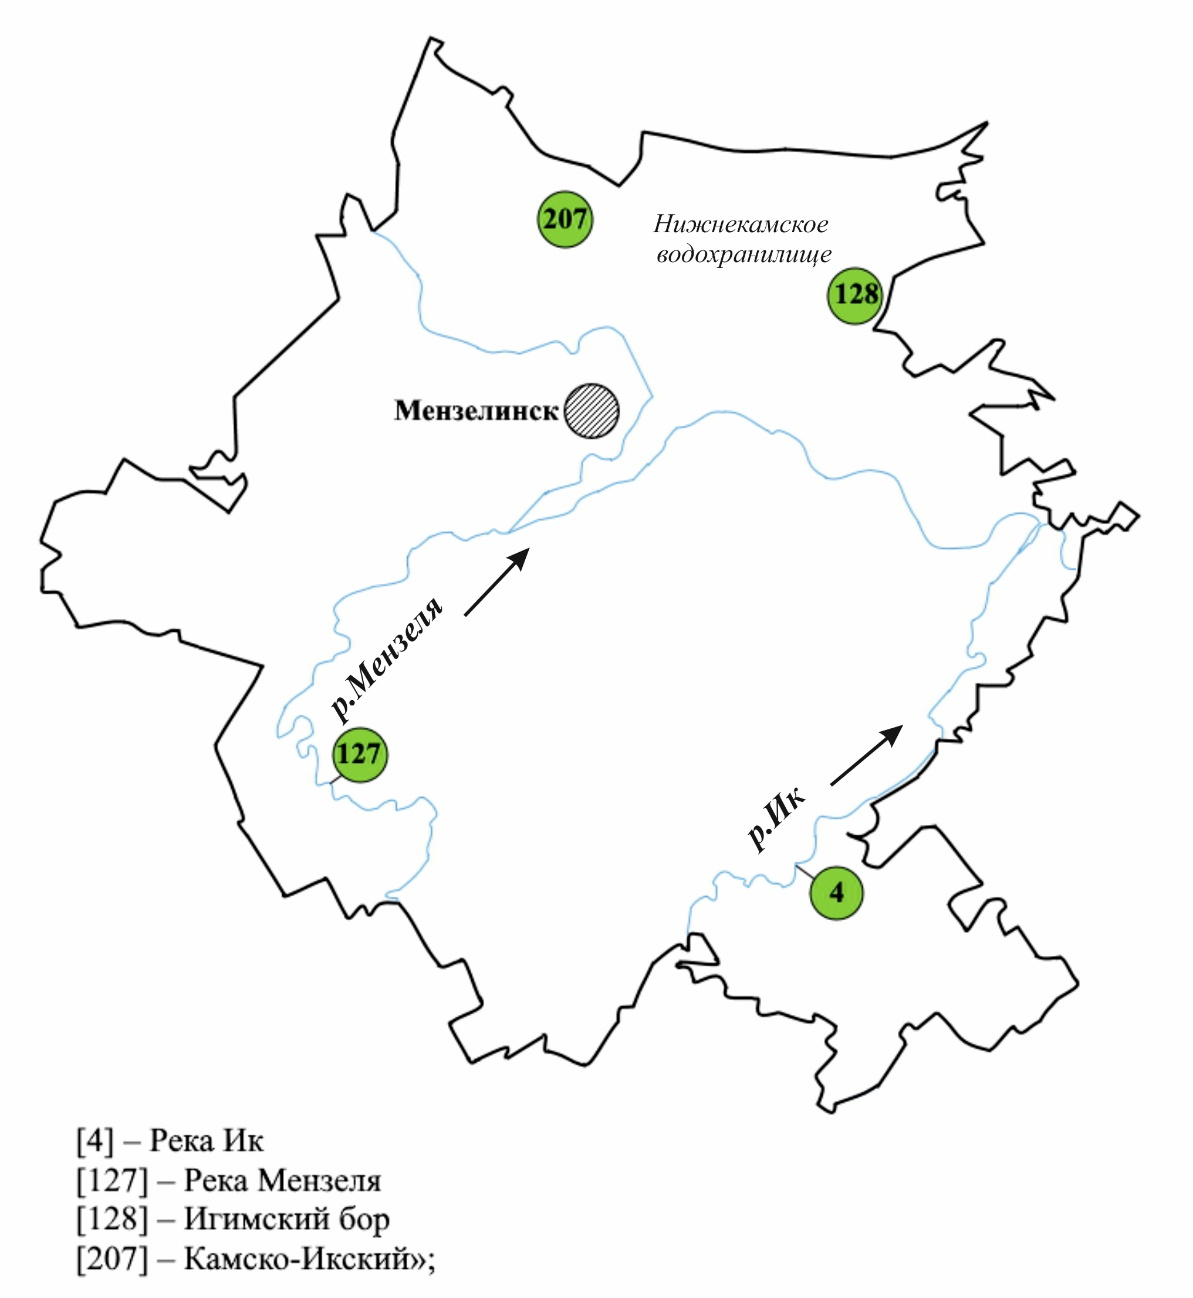 207
Нижнекамское
водохранилище
128
Мензелинск
р.Мензеля
127
р.Ик
4
[4] – Река Ик
[127] – Река Мензеля
[128] – Игимский бор
[207] – Камско-Икский»;